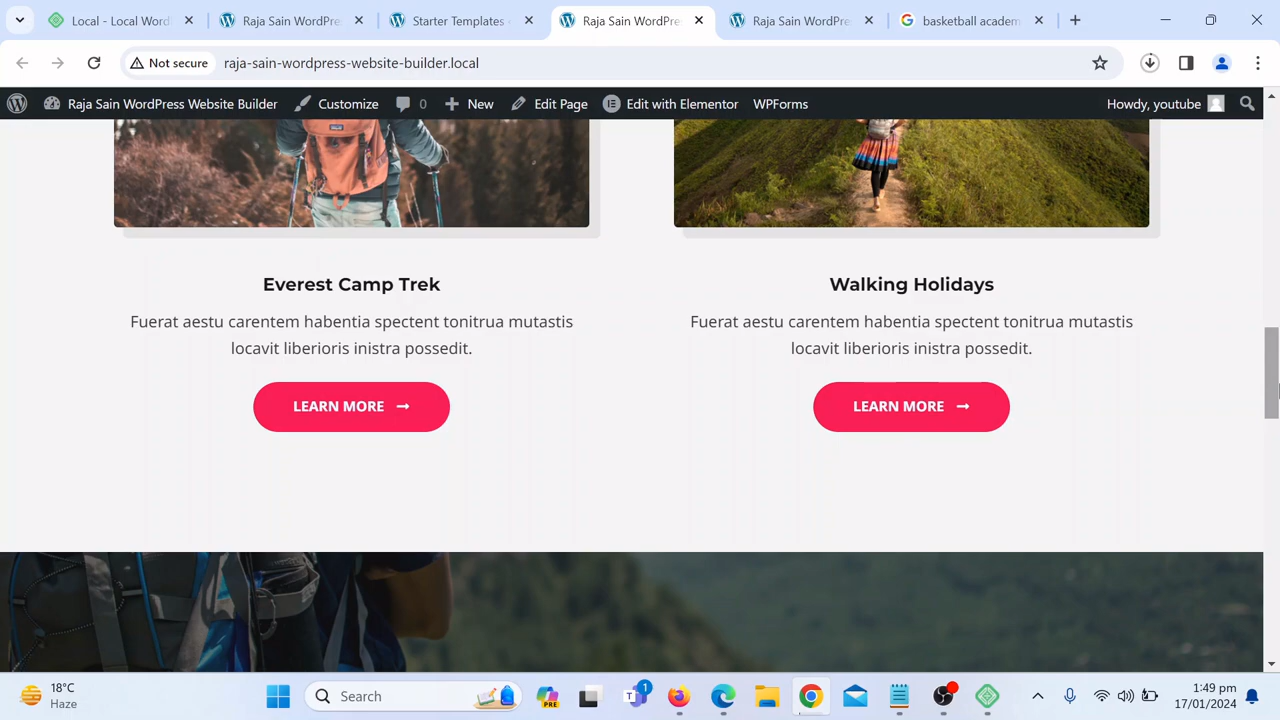 Local - Local Word
Raja Sain WordPre
Starter Templates
Raja Sain WordPre
Raja Sain WordPre
basketball academ
Not secure
raja-sain-wordpress-website-builder.local
Raja Sain WordPress Website Builder
Customize
0
New
Edit Page
Edit with Elementor
WPForms
Howdy, youtube
Everest Camp Trek
Fuerat aestu carentem habentia spectent tonitrua mutastis
locavit liberioris inistra possedit.
LEARN MORE
Walking Holidays
Fuerat aestu carentem habentia spectent tonitrua mutastis
locavit liberioris inistra possedit.
LEARN MORE
18°C
Haze
Search
PRE
1
1:49 pm
17/01/2024